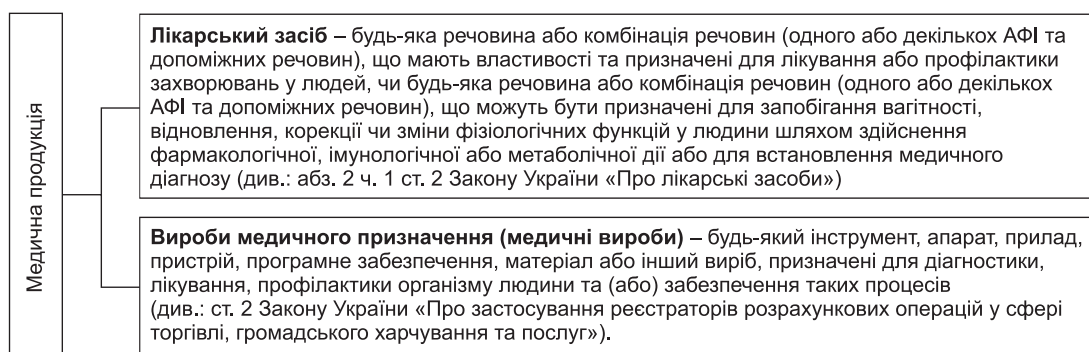 Медична продукція
Лікарський засіб – будь-яка речовина або комбінація речовин (одного або декількох АФІ та
допоміжних речовин), що мають властивості та призначені для лікування або профілактики
захворювань у людей, чи будь-яка речовина або комбінація речовин (одного або декількох
АФІ та допоміжних речовин), що можуть бути призначені для запобігання вагітності,
відновлення, корекції чи зміни фізіологічних функцій у людини шляхом здійснення
фармакологічної, імунологічної або метаболічної дії або для встановлення медичного
діагнозу (див.: абз. 2 ч. 1 ст. 2 Закону України «Про лікарські засоби»)
Вироби медичного призначення (медичні вироби) – будь-який інструмент, апарат, прилад,
пристрій, програмне забезпечення, матеріал або інший виріб, призначені для діагностики,
лікування, профілактики організму людини та (або) забезпечення таких процесів
(див.: ст. 2 Закону України «Про застосування реєстраторів розрахункових операцій у сфері
торгівлі, громадського харчування та послуг»).